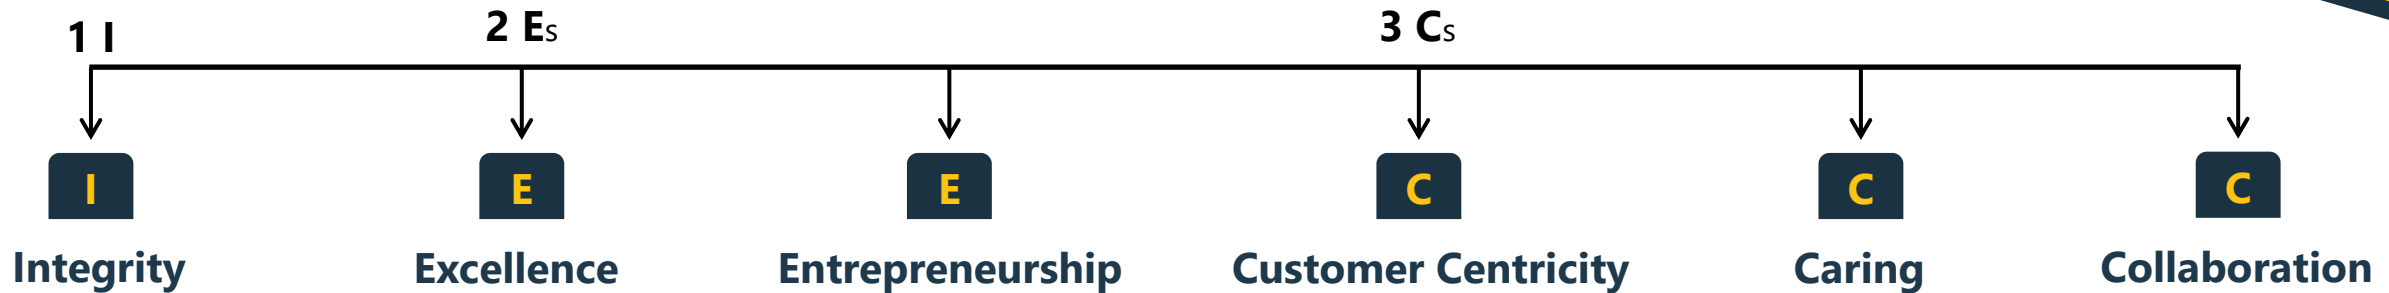 1 I
2 Es
3 Cs
I
E
E
C
C
C
Integrity
Excellence
Entrepreneurship
Customer Centricity
Caring
Collaboration